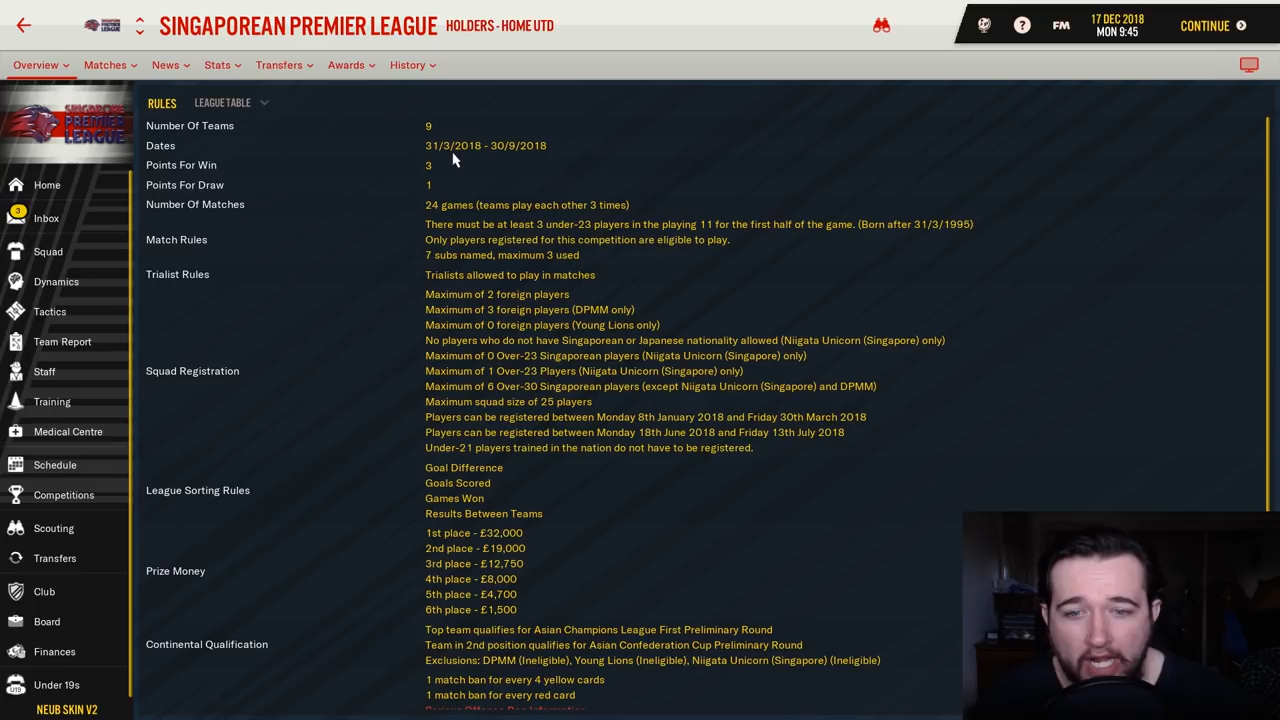 SINGAPOREAN PREMIER LEAGUE HOLDERS - HOME UTD
FM
17 DEC 2018
MON 9:45
CONTINUE
Overview Matches News Stats Transfers Awards History
SINGAPORE
PREMIER
LEAGUE
RULES LEAGUE TABLE
Number Of Teams 9
Dates 31/3/2018 - 30/9/2018
Points For Win 3
Points For Draw 1
Number Of Matches 24 games (teams play each other 3 times)
Match Rules There must be at least 3 under-23 players in the playing 11 for the first half of the game. (Born after 31/3/1995)
Only players registered for this competition are eligible to play.
7 subs named, maximum 3 used
Trialist Rules Trialists allowed to play in matches
Squad Registration Maximum of 2 foreign players
Maximum of 3 foreign players (DPMM only)
Maximum of 0 foreign players (Young Lions only)
No players who do not have Singaporean or Japanese nationality allowed (Niigata Unicorn (Singapore) only)
Maximum of 0 Over-23 Singaporean players (Niigata Unicorn (Singapore) only)
Maximum of 1 Over-23 Players (Niigata Unicorn (Singapore) only)
Maximum of 6 Over-30 Singaporean players (except Niigata Unicorn (Singapore) and DPMM)
Maximum squad size of 25 players
Players can be registered between Monday 8th January 2018 and Friday 30th March 2018
Players can be registered between Monday 18th June 2018 and Friday 13th July 2018
Under-21 players trained in the nation do not have to be registered.
League Sorting Rules Goal Difference
Goals Scored
Games Won
Results Between Teams
Prize Money 1st place - £32,000
2nd place - £19,000
3rd place - £12,750
4th place - £8,000
5th place - £4,700
6th place - £1,500
Continental Qualification Top team qualifies for Asian Champions League First Preliminary Round
Team in 2nd position qualifies for Asian Confederation Cup Preliminary Round
Exclusions: DPMM (Ineligible), Young Lions (Ineligible), Niigata Unicorn (Singapore) (Ineligible)
1 match ban for every 4 yellow cards
1 match ban for every red card
Home
3
Inbox
Squad
Dynamics
Tactics
Team Report
Staff
Training
Medical Centre
Schedule
Competitions
Scouting
Transfers
Club
Board
Finances
U19
Under 19s
NEUB SKIN V2